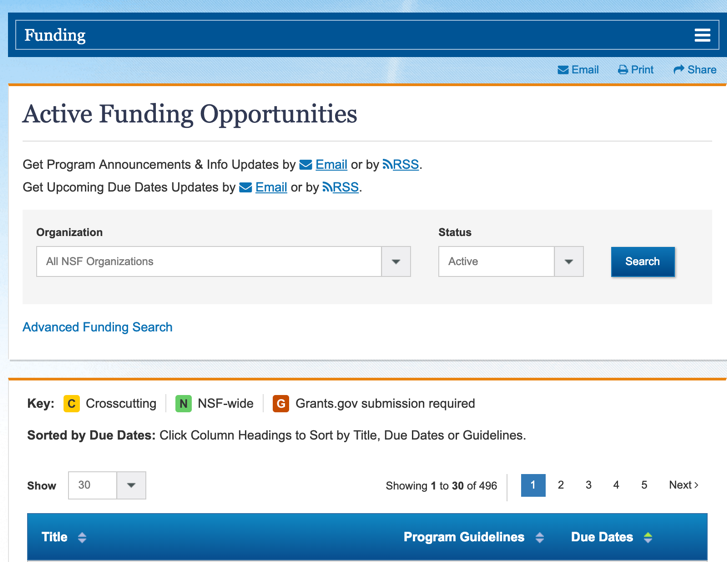 Funding
Email Print Share
Active Funding Opportunities
Get Program Announcements & Info Updates by Email or by RSS.
Get Upcoming Due Dates Updates by Email or by RSS.
Organization Status
All NSF Organizations Active Search
Advanced Funding Search
Key: C Crosscutting N NSF-wide G Grants.gov submission required
Sorted by Due Dates: Click Column Headings to Sort by Title, Due Dates or Guidelines.
Show 30 Showing 1 to 30 of 496 1 2 3 4 5 Next ›
Title Program Guidelines Due Dates